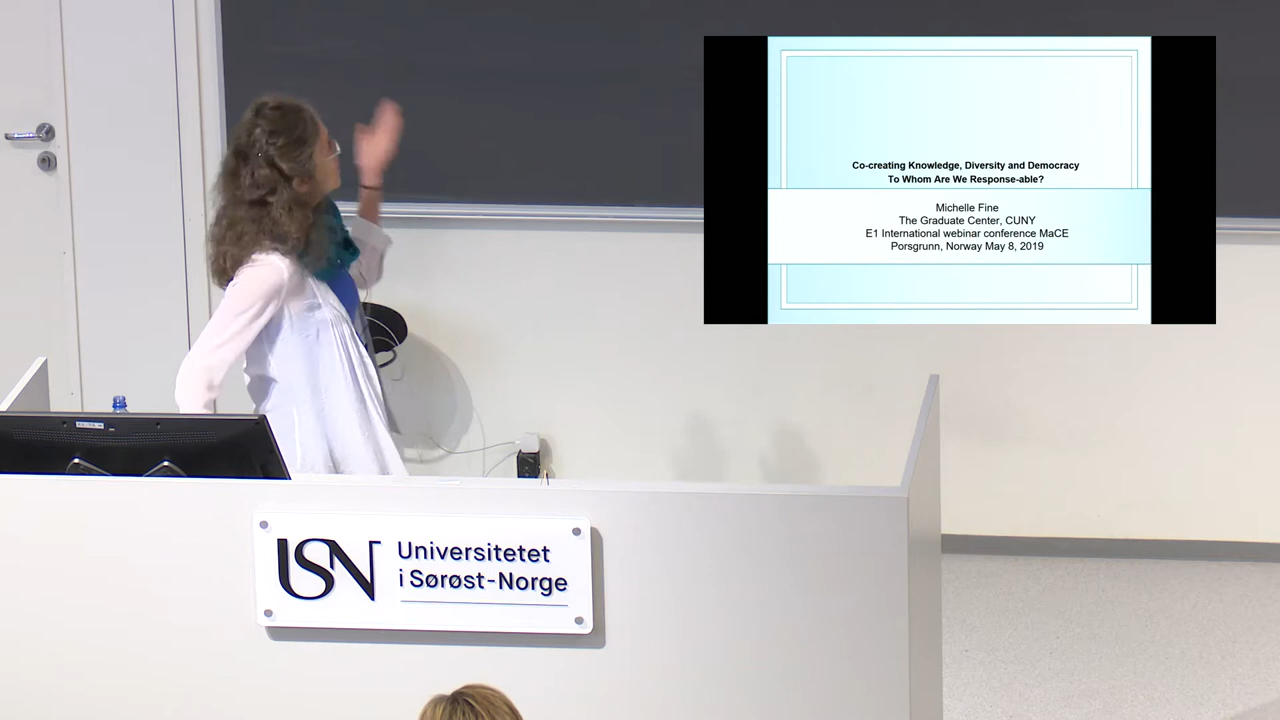 Co-creating Knowledge, Diversity and Democracy
To Whom Are We Response-able?
Michelle Fine
The Graduate Center, CUNY
E1 International webinar conference MaCE
Porsgrunn, Norway May 8, 2019
USN
Universitetet
i Sørøst-Norge